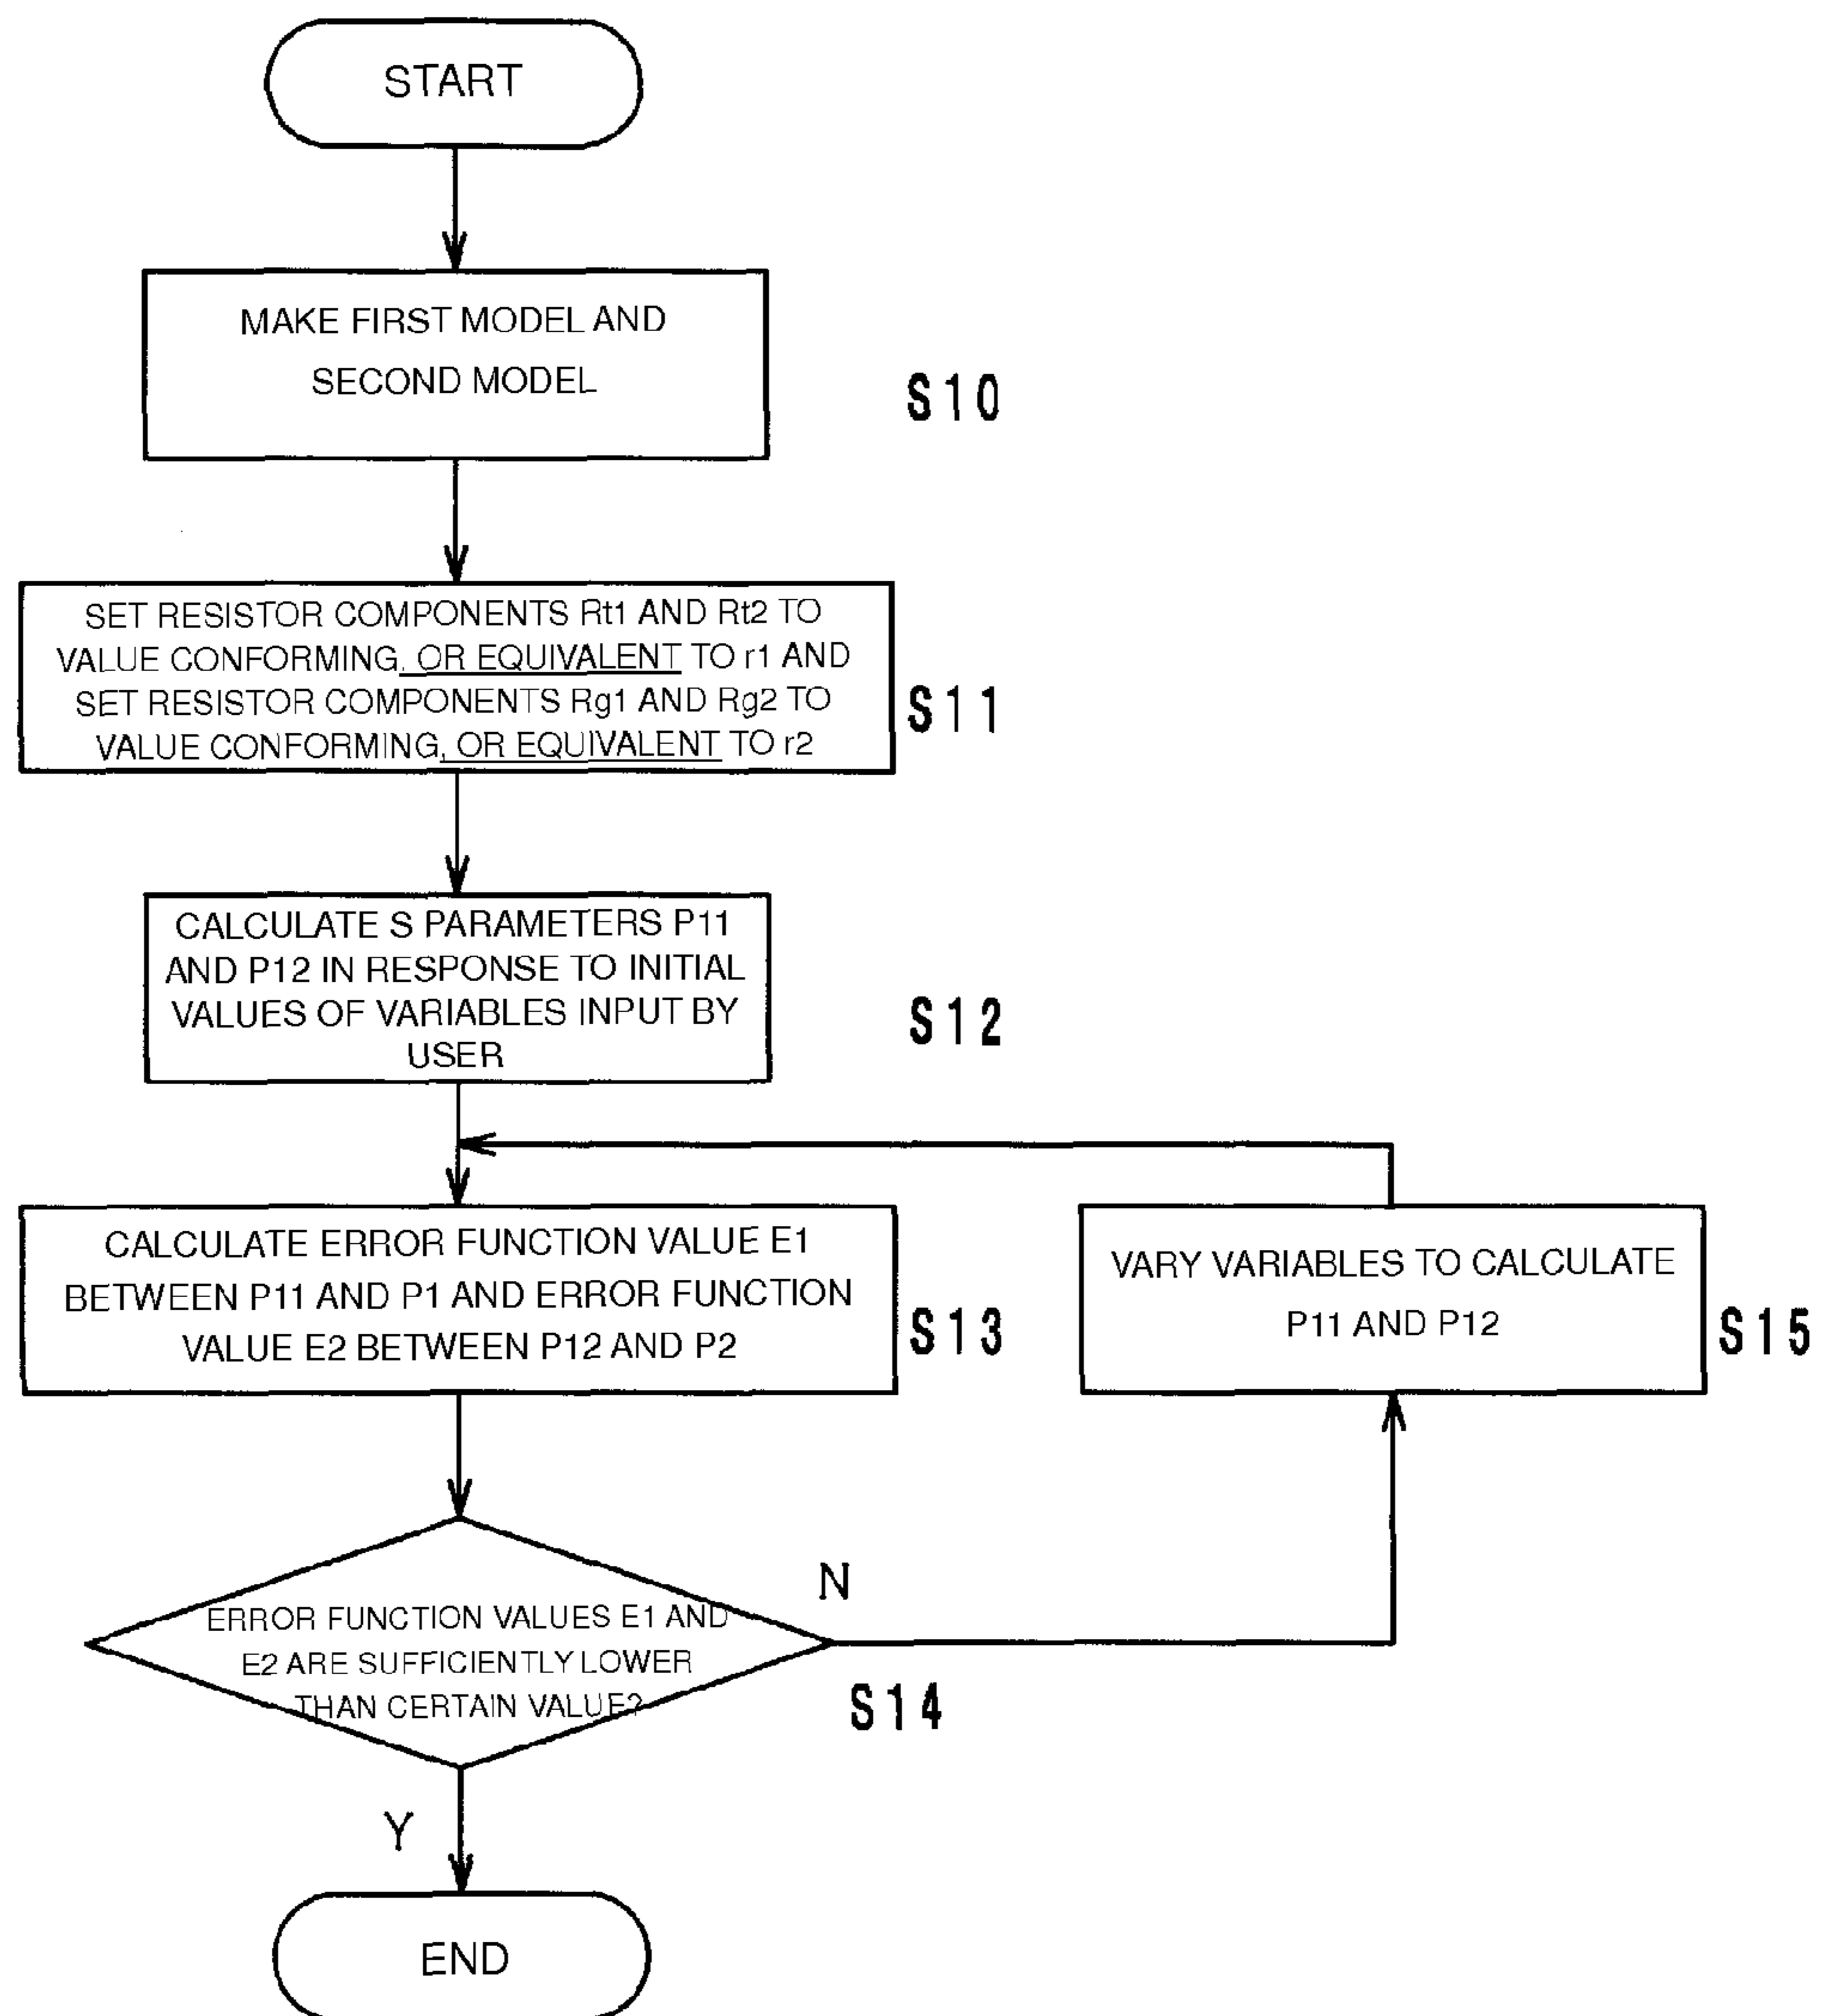 START
MAKE FIRST MODEL AND
SECOND MODEL
S10
SET RESISTOR COMPONENTS Rt1 AND Rt2 TO
VALUE CONFORMING, OR EQUIVALENT TO r1 AND
SET RESISTOR COMPONENTS Rg1 AND Rg2 TO
VALUE CONFORMING, OR EQUIVALENT TO r2
S11
CALCULATE S PARAMETERS P11
AND P12 IN RESPONSE TO INITIAL
VALUES OF VARIABLES INPUT BY
USER
S12
CALCULATE ERROR FUNCTION VALUE E1
BETWEEN P11 AND P1 AND ERROR FUNCTION
VALUE E2 BETWEEN P12 AND P2
S13
VARY VARIABLES TO CALCULATE
P11 AND P12
S15
N
ERROR FUNCTION VALUES E1 AND
E2 ARE SUFFICIENTLY LOWER
THAN CERTAIN VALUE?
S14
Y
END